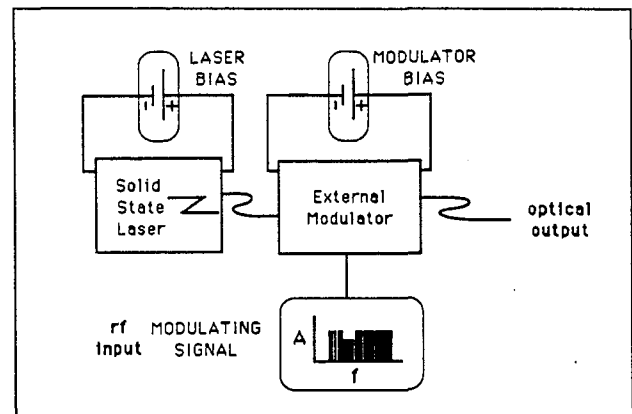 LASER
BIAS
MODULATOR
BIAS
- +
- +
Solid
State
Laser
External
Modulator
optical
output
rf
input
MODULATING
SIGNAL
A
f